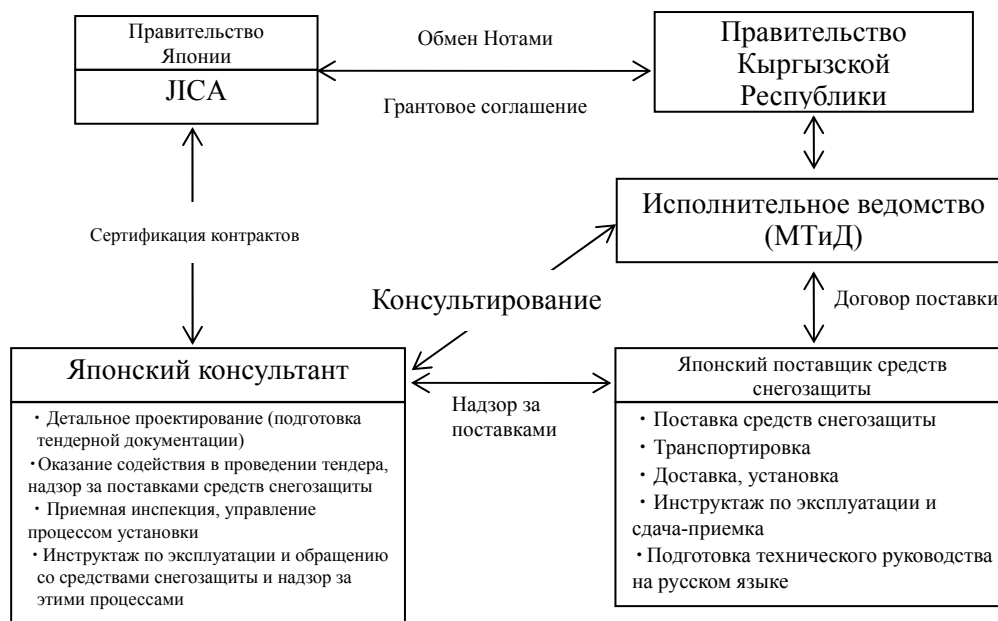 Правительство
Японии
JICA
Обмен Нотами
Грантовое соглашение
Правительство
Кыргызской
Республики
Исполнительное ведомство
(МТиД)
Сертификация контрактов
Консультирование
Договор поставки
Японский консультант
・Детальное проектирование (подготовка
тендерной документации)
・Оказание содействия в проведении тендера,
надзор за поставками средств снегозащиты
・Приемная инспекция, управление
процессом установки
・Инструктаж по эксплуатации и обращению
со средствами снегозащиты и надзор за
этими процессами
Надзор за
поставками
Японский поставщик средств
снегозащиты
・Поставка средств снегозащиты
・Транспортировка
・Доставка, установка
・Инструктаж по эксплуатации и
сдача-приемка
・Подготовка технического руководства
на русском языке